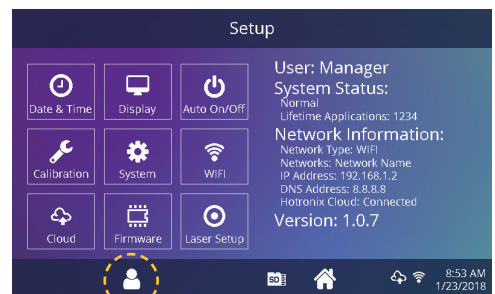 Setup
Date & Time
Display
Auto On/Off
Calibration
System
WIFI
Cloud
Firmware
Laser Setup
User: Manager
System Status:
Normal
Lifetime Applications: 1234
Network Information:
Network Type: WIFI
Networks: Network Name
IP Address: 192.168.1.2
DNS Address: 8.8.8.8
Hotronix Cloud: Connected
Version: 1.0.7
SD
8:53 AM
1/23/2018